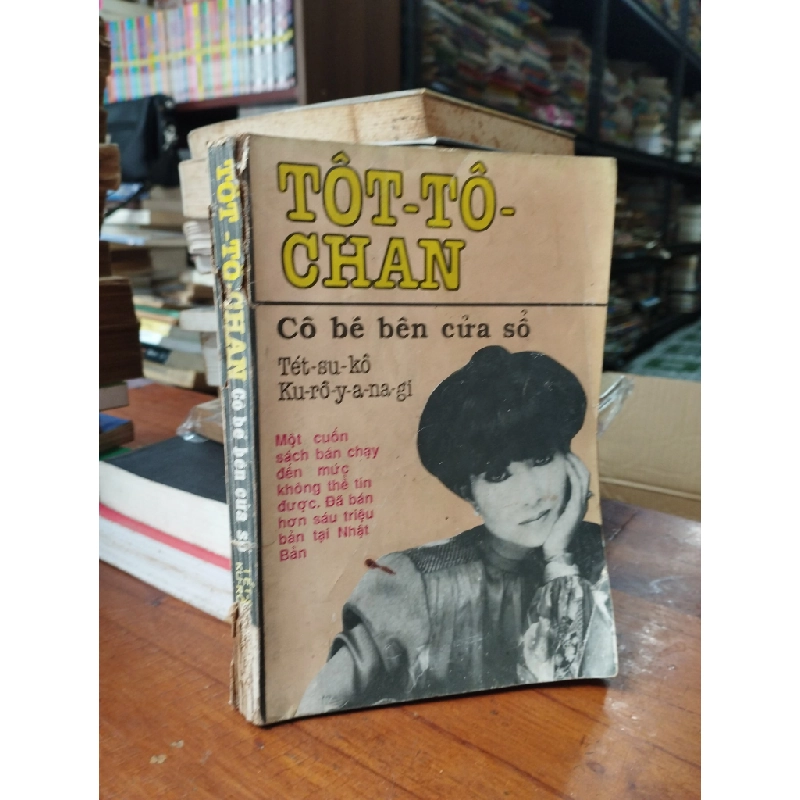 TÔT-TÔ-
CHAN
Cô bé bên cửa sổ
Tét-su-kô
Ku-rô-y-a-na-gi
Một cuốn
sách bán chạy
đến mức
không thể tin
được. Đã bán
hơn sáu triệu
bản tại Nhật
Bản
TÔT-TÔ-CHAN Cô bé bên cửa sổ